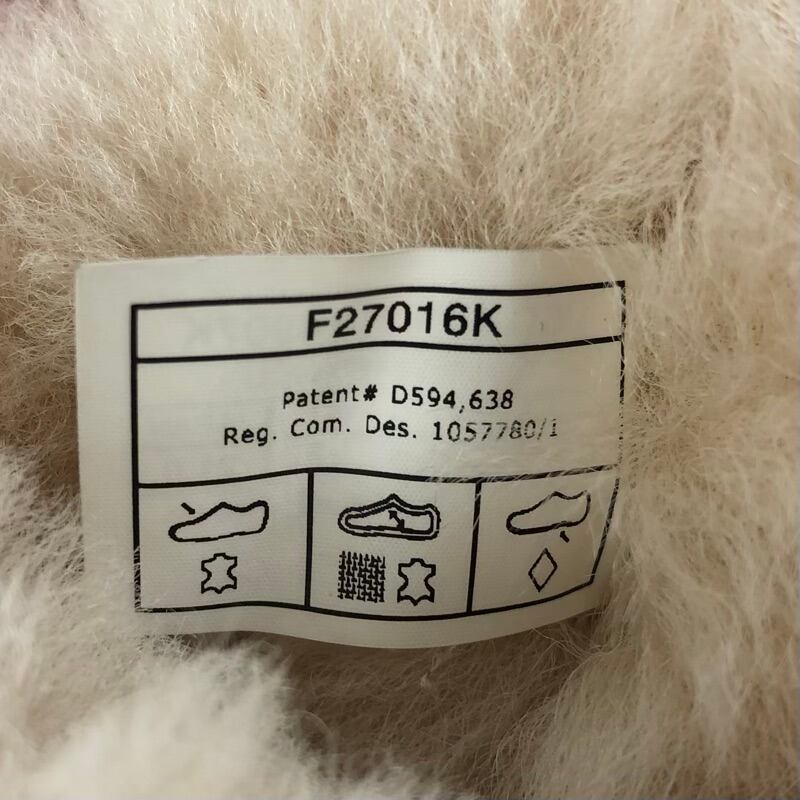 F27016K
Patent# D594,638
Reg. Com. Des. 1057780/1